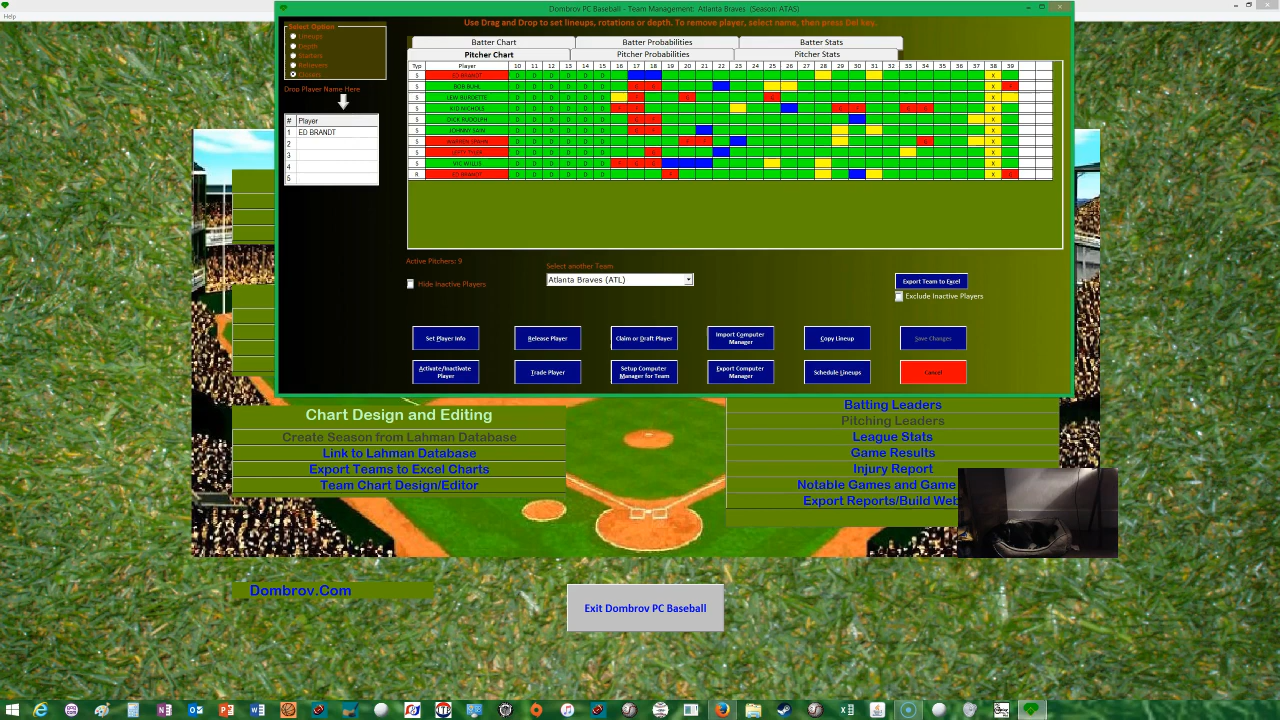 Dombrov PC Baseball - Team Management: Atlanta Braves (Season: ATAS)
Help
Use Drag and Drop to set lineups, rotations or depth. To remove player, select name, then press Del key.
Select Option
Lineups
Depth
Starters
Relievers
Closers
Drop Player Name Here
# Player
1 ED BRANDT
2
3
4
5
Batter Chart Batter Probabilities Batter Stats
Pitcher Chart Pitcher Probabilities Pitcher Stats
Typ Player 10 11 12 13 14 15 16 17 18 19 20 21 22 23 24 25 26 27 28 29 30 31 32 33 34 35 36 37 38 39
S ED BRANDT D D D D D D X
S BOB BUHL D D D D D D X
S LEW BURDETTE D D D D D D X
S KID NICHOLS D D D D D D X
S DICK RUDOLPH D D D D D D X
S JOHNNY SAIN D D D D D D X
S WARREN SPAHN D D D D D D X
S LEFTY TYLER D D D D D D X
S VIC WILLIS D D D D D D X
R ED BRANDT D D D D D D X
Active Pitchers: 9
Hide Inactive Players
Select another Team
Atlanta Braves (ATL)
Export Team to Excel
Exclude Inactive Players
Set Player Info Release Player Claim or Draft Player Import Computer Manager Copy Lineup Save Changes
Activate/Inactivate Player Trade Player Setup Computer Manager for Team Export Computer Manager Schedule Lineups Cancel
Chart Design and Editing
Create Season from Lahman Database
Link to Lahman Database
Export Teams to Excel Charts
Team Chart Design/Editor
Batting Leaders
Pitching Leaders
League Stats
Game Results
Injury Report
Notable Games and Game
Export Reports/Build Web
Dombrov.Com
Exit Dombrov PC Baseball